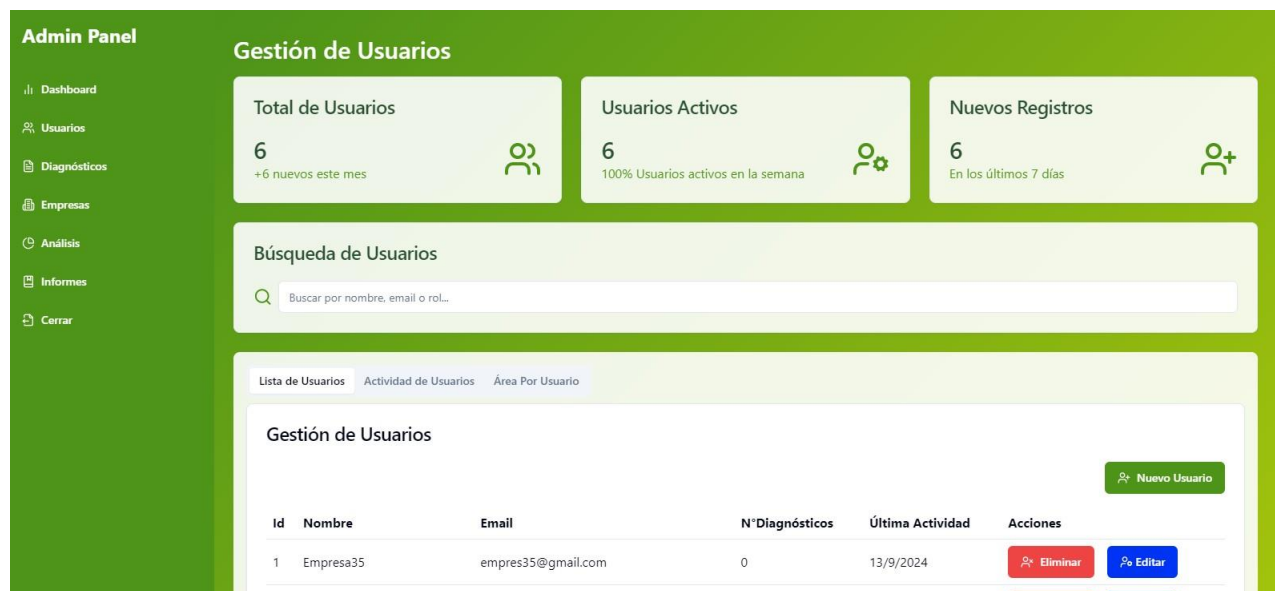 Admin Panel
Dashboard
Usuarios
Diagnósticos
Empresas
Análisis
Informes
Cerrar
Gestión de Usuarios
Total de Usuarios
6
+6 nuevos este mes
Usuarios Activos
6
100% Usuarios activos en la semana
Nuevos Registros
6
En los últimos 7 días
Búsqueda de Usuarios
Buscar por nombre, email o rol...
Lista de Usuarios Actividad de Usuarios Área Por Usuario
Gestión de Usuarios
Nuevo Usuario
Id Nombre Email N°Diagnósticos Última Actividad Acciones
1 Empresa35 empres35@gmail.com 0 13/9/2024 Eliminar Editar